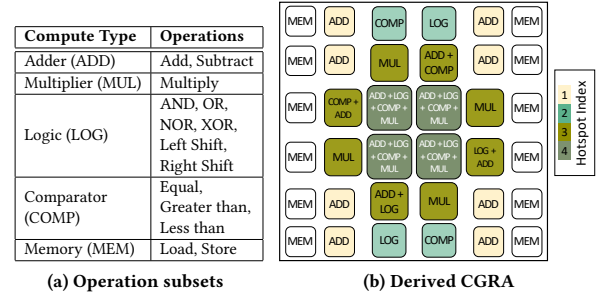 Compute Type Operations
Adder (ADD) Add, Subtract
Multiplier (MUL) Multiply
Logic (LOG) AND, OR,
NOR, XOR,
Left Shift,
Right Shift
Comparator
(COMP) Equal,
Greater than,
Less than
Memory (MEM) Load, Store
(a) Operation subsets
MEM ADD COMP LOG ADD MEM
MEM ADD MUL ADD + COMP ADD MEM
MEM COMP + ADD ADD + LOG + COMP + MUL ADD + LOG + COMP + MUL MUL MEM
MEM MUL ADD + LOG + COMP + MUL ADD + LOG + COMP + MUL LOG + ADD MEM
MEM ADD ADD + LOG MUL ADD MEM
MEM ADD LOG COMP ADD MEM
1
2
3
4
Hotspot Index
(b) Derived CGRA